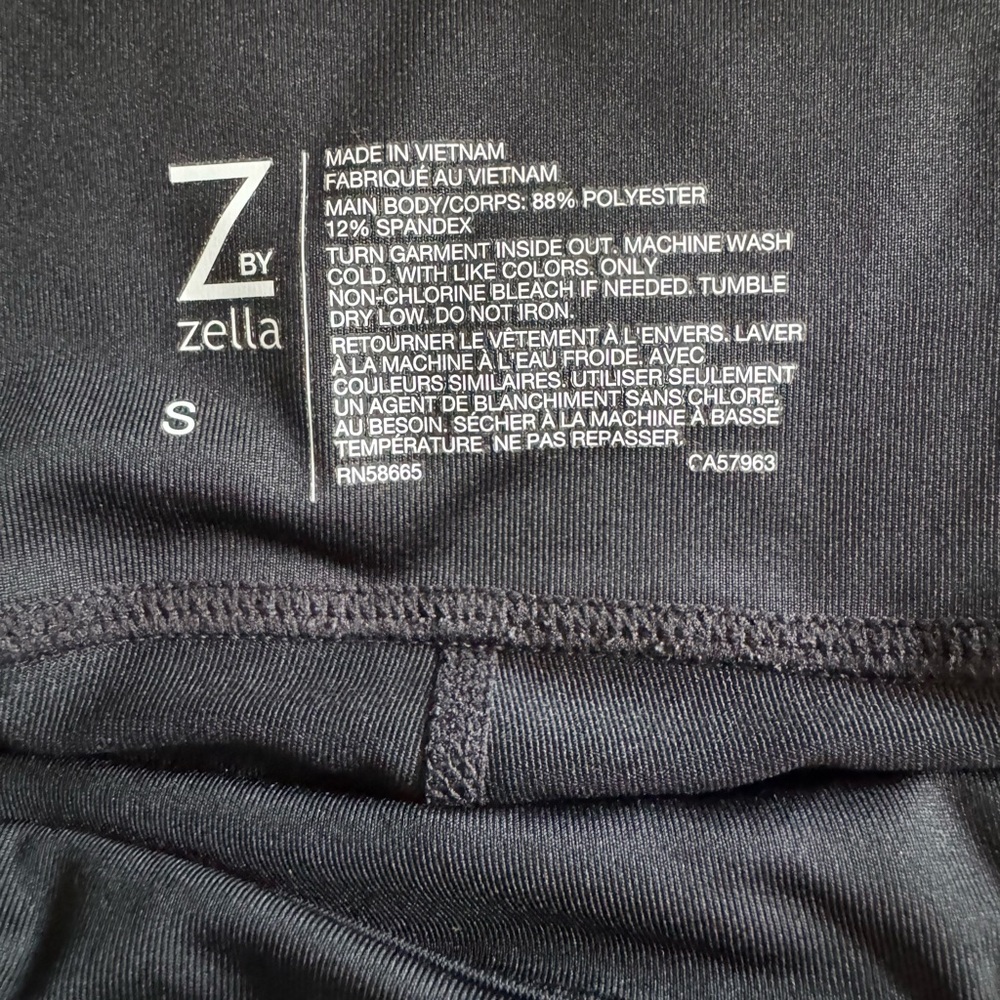 Z BY
zella
S
MADE IN VIETNAM
FABRIQUÉ AU VIETNAM
MAIN BODY/CORPS: 88% POLYESTER
12% SPANDEX
TURN GARMENT INSIDE OUT. MACHINE WASH
COLD. WITH LIKE COLORS. ONLY
NON-CHLORINE BLEACH IF NEEDED. TUMBLE
DRY LOW. DO NOT IRON.
RETOURNER LE VÊTEMENT À L'ENVERS. LAVER
À LA MACHINE À L'EAU FROIDE. AVEC
COULEURS SIMILAIRES. UTILISER SEULEMENT
UN AGENT DE BLANCHIMENT SANS CHLORE,
AU BESOIN. SÉCHER À LA MACHINE À BASSE
TEMPÉRATURE. NE PAS REPASSER.
RN58665 CA57963